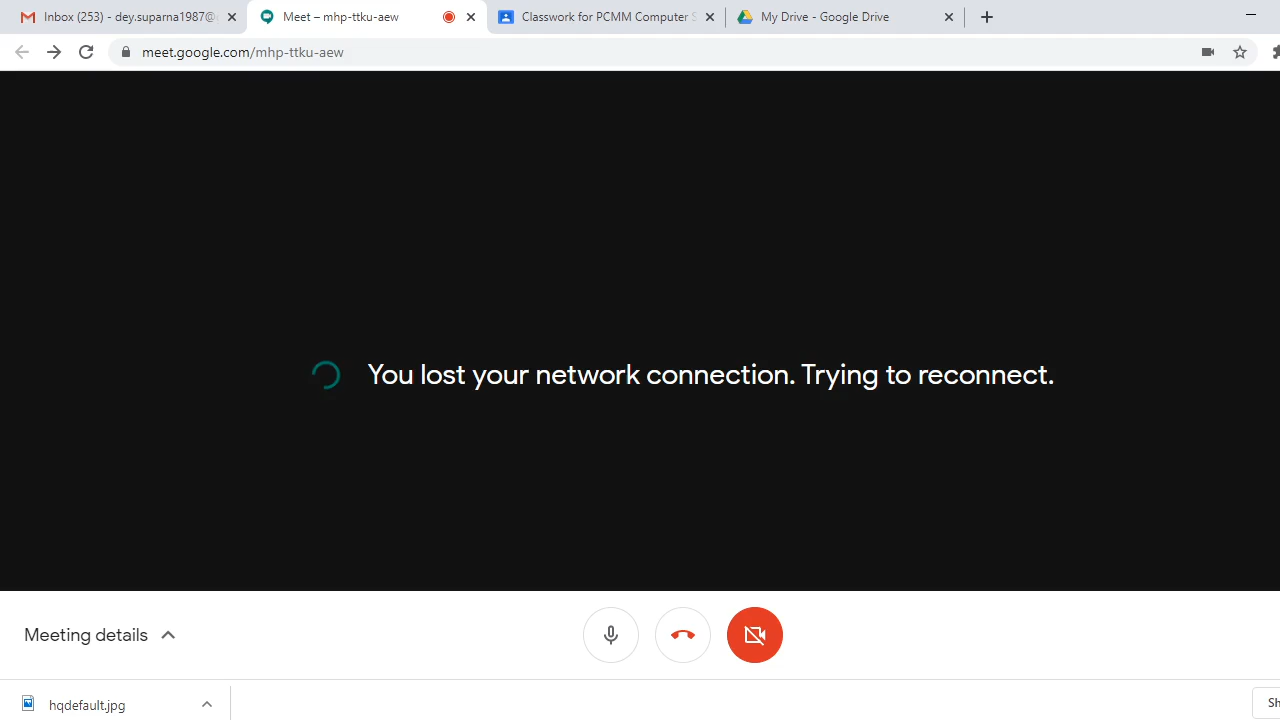 Inbox (253) - dey.suparna1987@
Meet – mhp-ttku-aew
Classwork for PCMM Computer S
My Drive - Google Drive
meet.google.com/mhp-ttku-aew
You lost your network connection. Trying to reconnect.
Meeting details
hqdefault.jpg
Sh